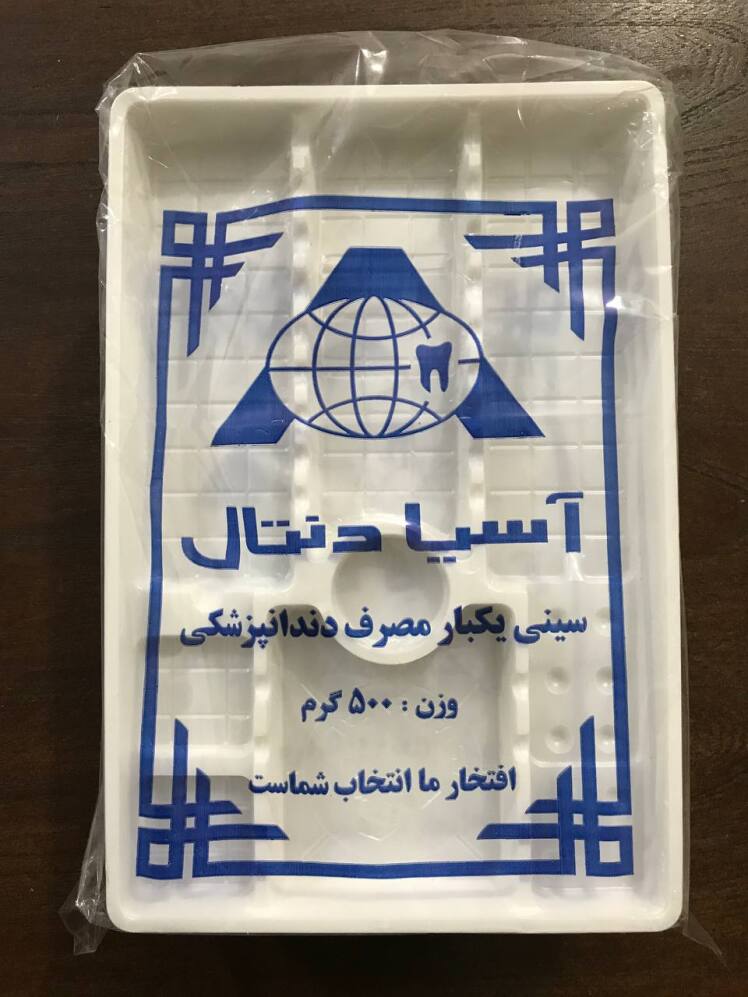 آسیا دنتال
سینی یکبار مصرف دندانپزشکی
وزن : ۵۰۰ گرم
افتخار ما انتخاب شماست